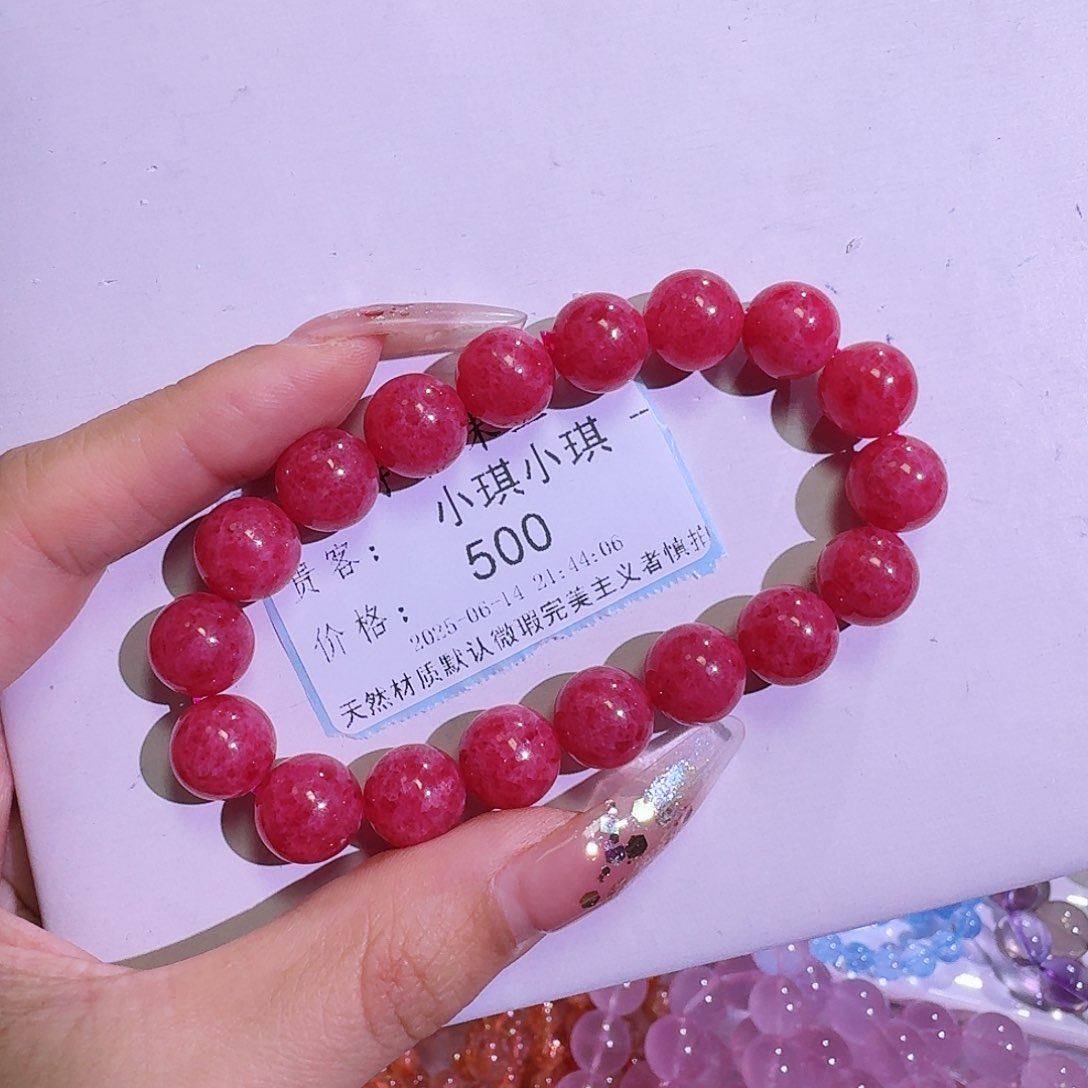 小琪小琪
贵客：
500
价格：
2025-06-14 21:44:06
天然材质默认微瑕完美主义者慎拍